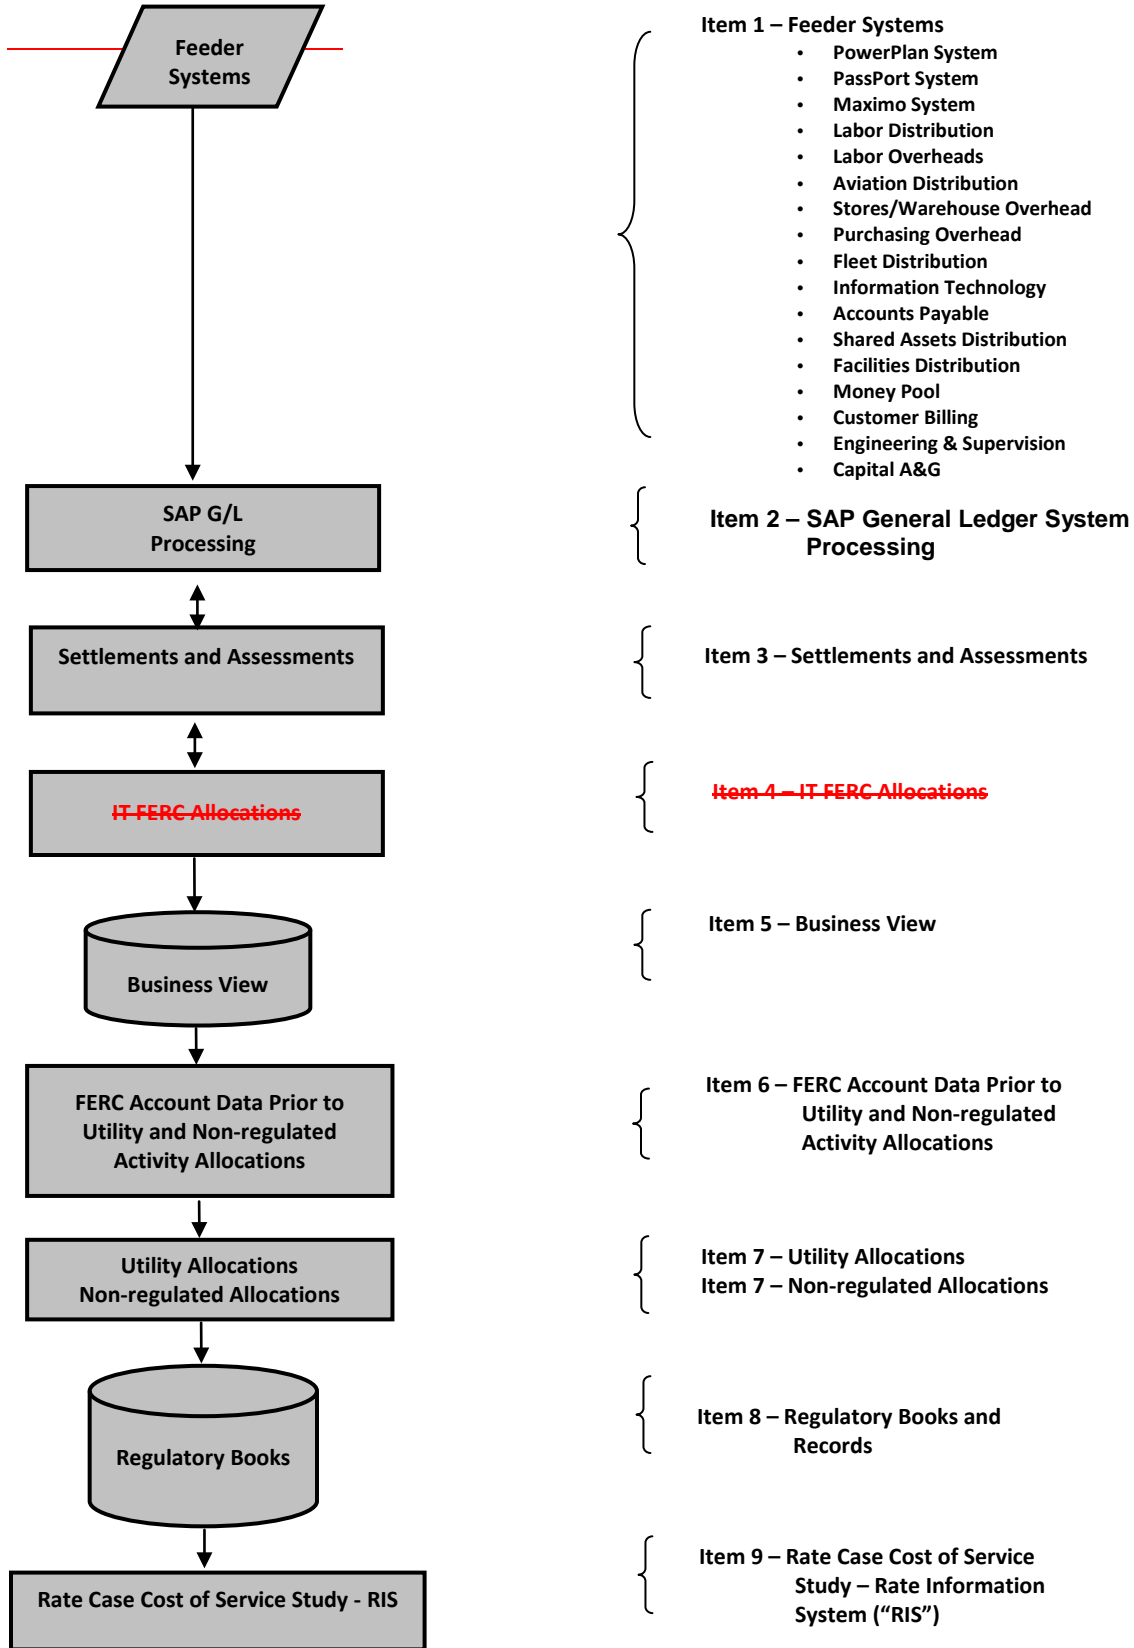 Feeder
Systems
Item 1 – Feeder Systems
• PowerPlan System
• PassPort System
• Maximo System
• Labor Distribution
• Labor Overheads
• Aviation Distribution
• Stores/Warehouse Overhead
• Purchasing Overhead
• Fleet Distribution
• Information Technology
• Accounts Payable
• Shared Assets Distribution
• Facilities Distribution
• Money Pool
• Customer Billing
• Engineering & Supervision
• Capital A&G
SAP G/L
Processing
Item 2 – SAP General Ledger System
Processing
Settlements and Assessments
Item 3 – Settlements and Assessments
IT FERC Allocations
Item 4 – IT FERC Allocations
Business View
Item 5 – Business View
FERC Account Data Prior to
Utility and Non-regulated
Activity Allocations
Item 6 – FERC Account Data Prior to
Utility and Non-regulated
Activity Allocations
Utility Allocations
Non-regulated Allocations
Item 7 – Utility Allocations
Item 7 – Non-regulated Allocations
Regulatory Books
Item 8 – Regulatory Books and
Records
Rate Case Cost of Service Study - RIS
Item 9 – Rate Case Cost of Service
Study – Rate Information
System (“RIS”)